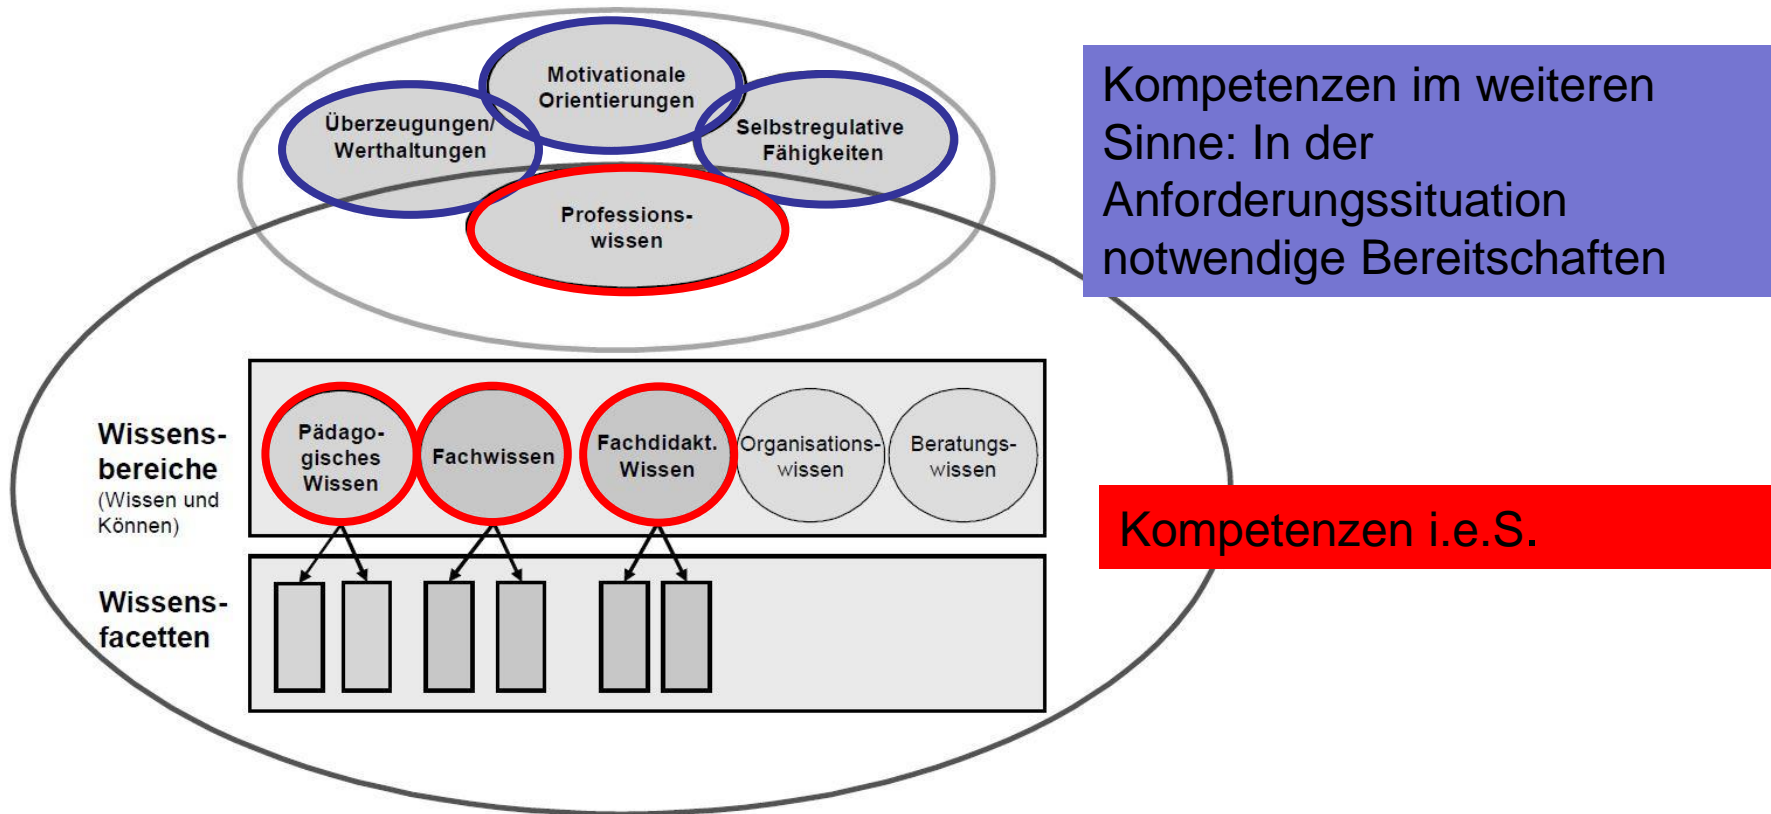 Motivationale
Orientierungen
Überzeugungen/
Werthaltungen
Selbstregulative
Fähigkeiten
Professions-
wissen
Kompetenzen im weiteren
Sinne: In der
Anforderungssituation
notwendige Bereitschaften
Wissens-
bereiche
(Wissen und
Können)
Pädago-
gisches
Wissen
Fachwissen
Fachdidakt.
Wissen
Organisations-
wissen
Beratungs-
wissen
Kompetenzen i.e.S.
Wissens-
facetten